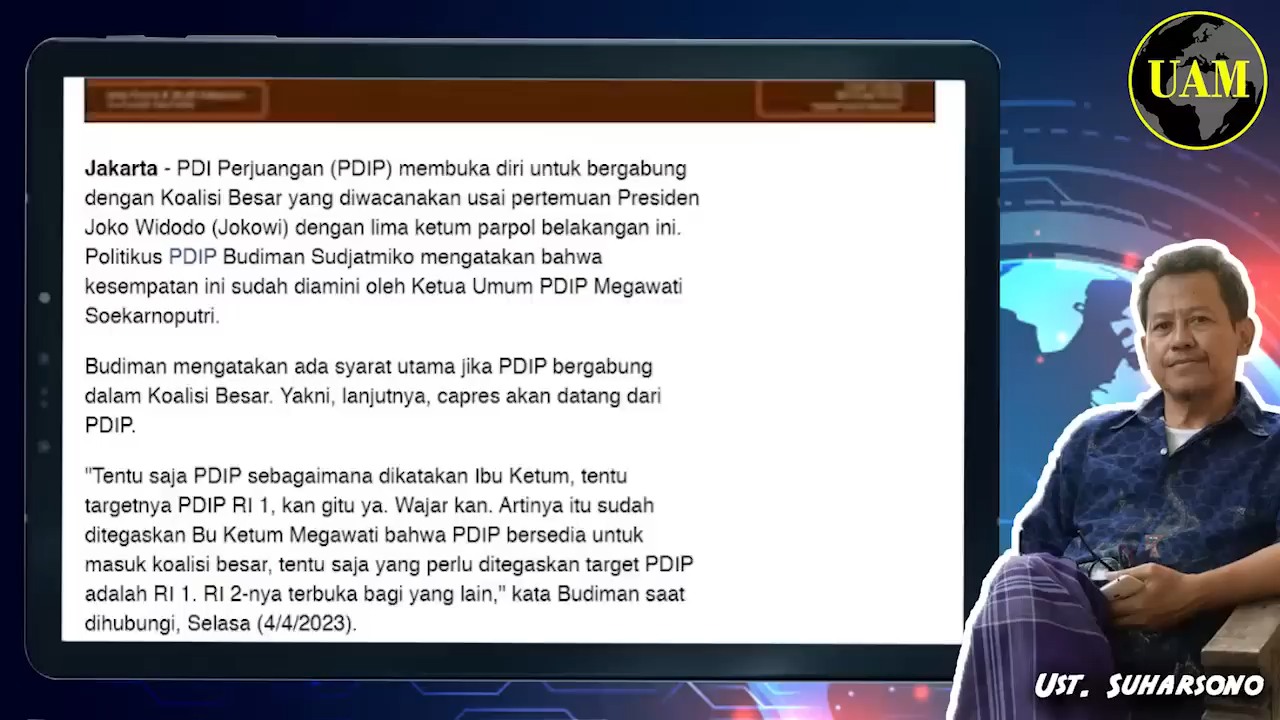 UAM
Jakarta - PDI Perjuangan (PDIP) membuka diri untuk bergabung
dengan Koalisi Besar yang diwacanakan usai pertemuan Presiden
Joko Widodo (Jokowi) dengan lima ketum parpol belakangan ini.
Politikus PDIP Budiman Sudjatmiko mengatakan bahwa
kesempatan ini sudah diamini oleh Ketua Umum PDIP Megawati
Soekarnoputri.
Budiman mengatakan ada syarat utama jika PDIP bergabung
dalam Koalisi Besar. Yakni, lanjutnya, capres akan datang dari
PDIP.
"Tentu saja PDIP sebagaimana dikatakan Ibu Ketum, tentu
targetnya PDIP RI 1, kan gitu ya. Wajar kan. Artinya itu sudah
ditegaskan Bu Ketum Megawati bahwa PDIP bersedia untuk
masuk koalisi besar, tentu saja yang perlu ditegaskan target PDIP
adalah RI 1. RI 2-nya terbuka bagi yang lain," kata Budiman saat
dihubungi, Selasa (4/4/2023).
UST. SUHARSONO